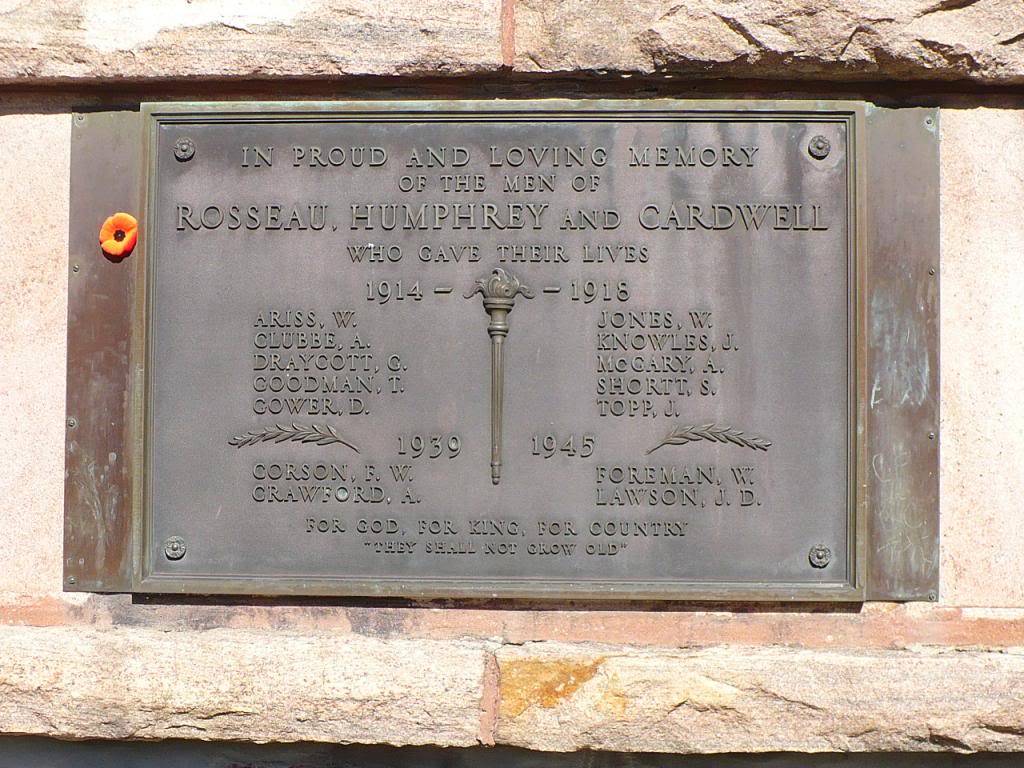 IN PROUD AND LOVING MEMORY
OF THE MEN OF
ROSSEAU, HUMPHREY AND CARDWELL
WHO GAVE THEIR LIVES
1914 – – 1918
ARISS, W.
CLUBBE, A.
DRAYCOTT, G.
GOODMAN, T.
GOWER, D.
JONES, W.
KNOWLES, J.
McGARY, A.
SHORTT, S.
TOPP, J.
1939 1945
CORSON, F. W.
CRAWFORD, A.
FOREMAN, W.
LAWSON, J. D.
FOR GOD, FOR KING, FOR COUNTRY
"THEY SHALL NOT GROW OLD"